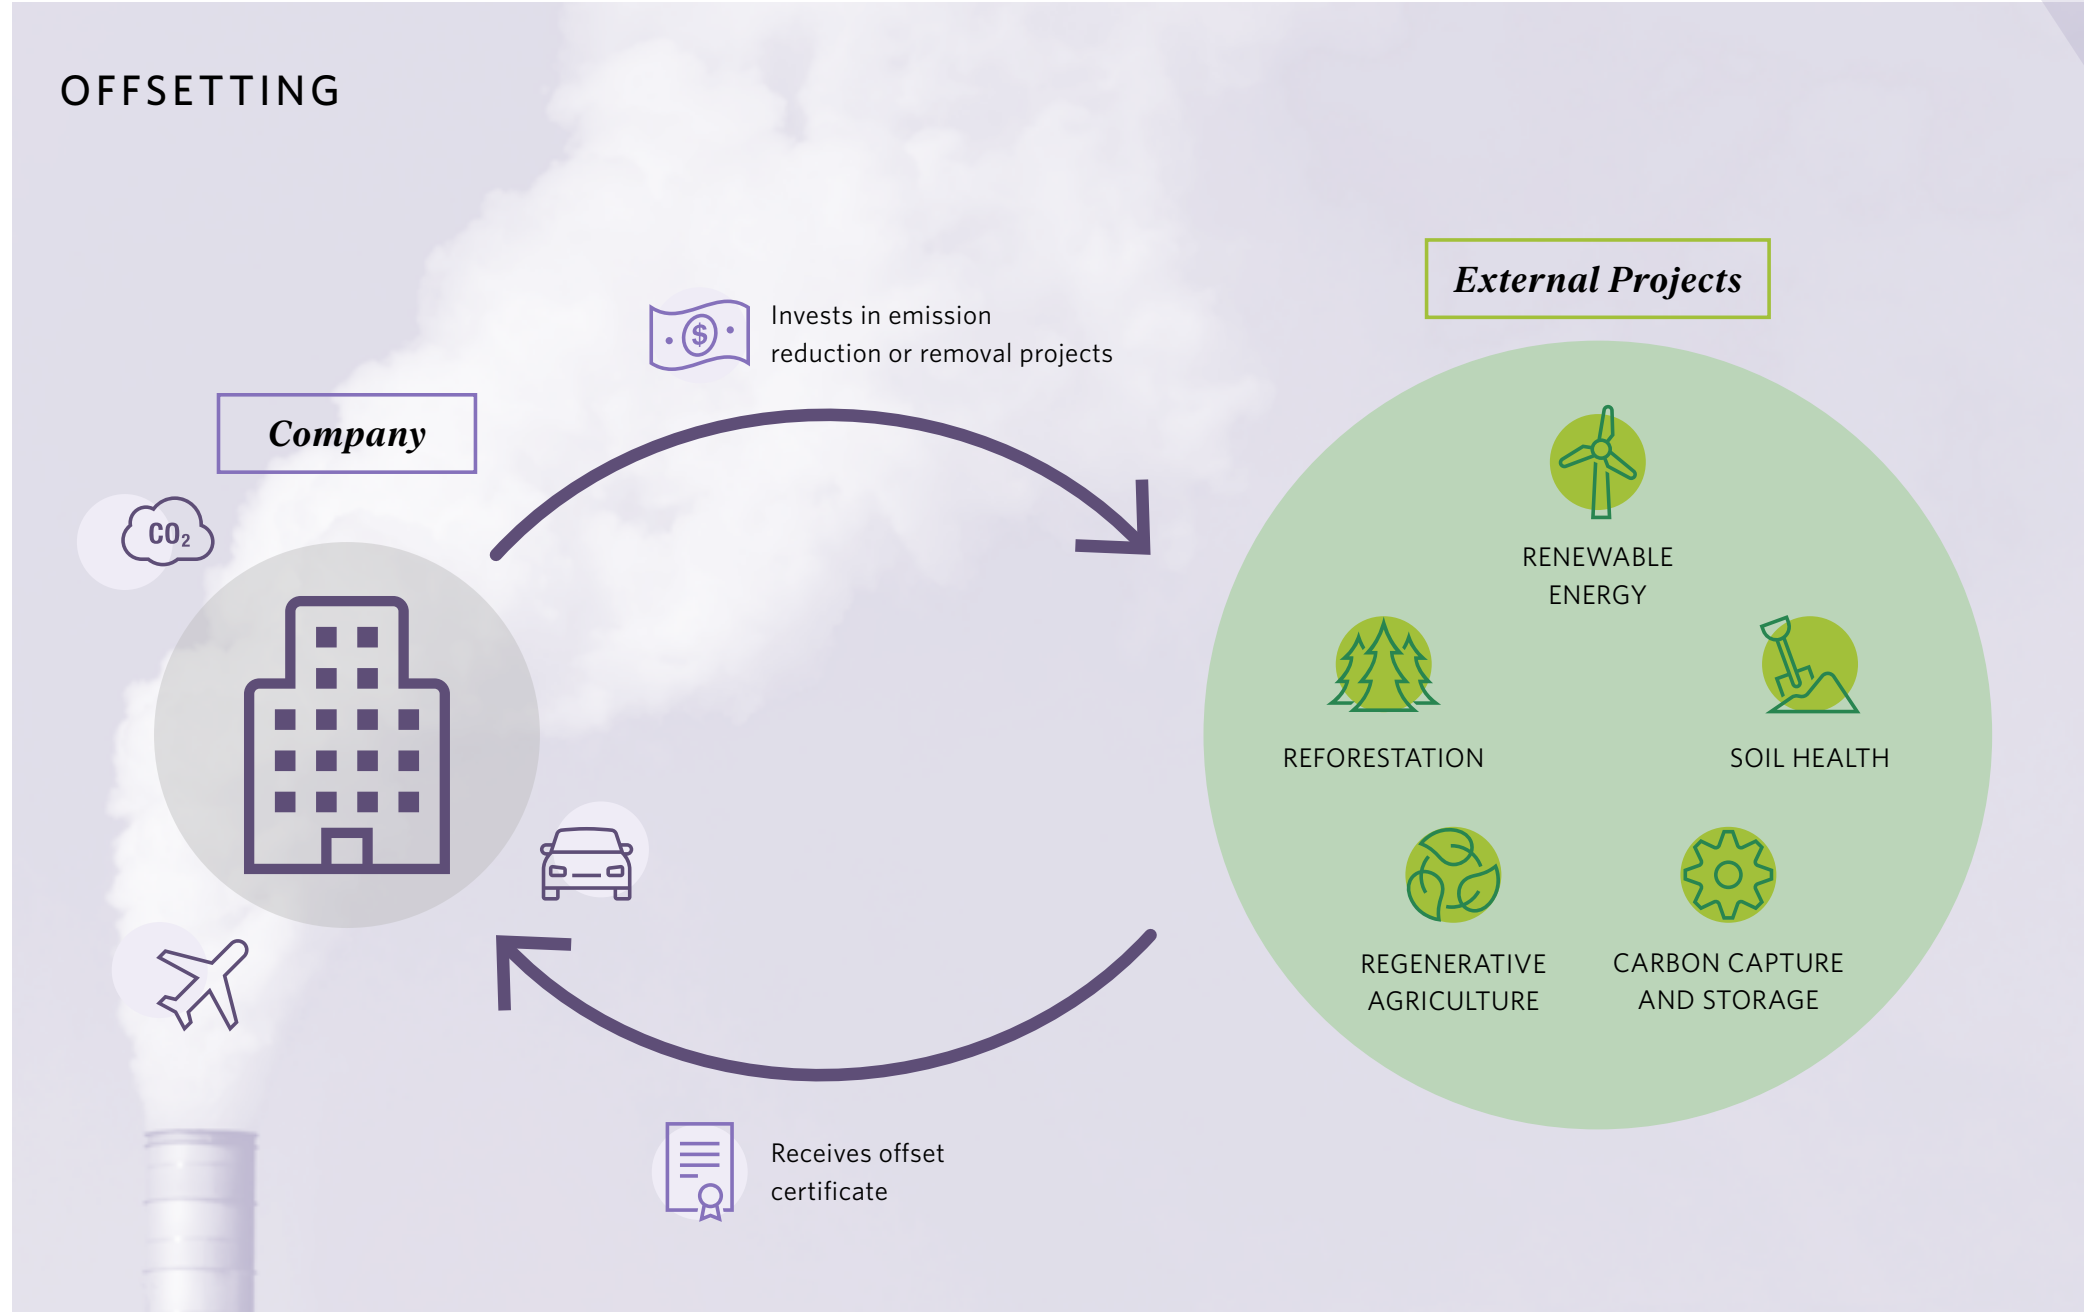 OFFSETTING
External Projects
Invests in emission
reduction or removal projects
$
Company
CO₂
RENEWABLE
ENERGY
REFORESTATION
SOIL HEALTH
REGENERATIVE
AGRICULTURE
CARBON CAPTURE
AND STORAGE
Receives offset
certificate